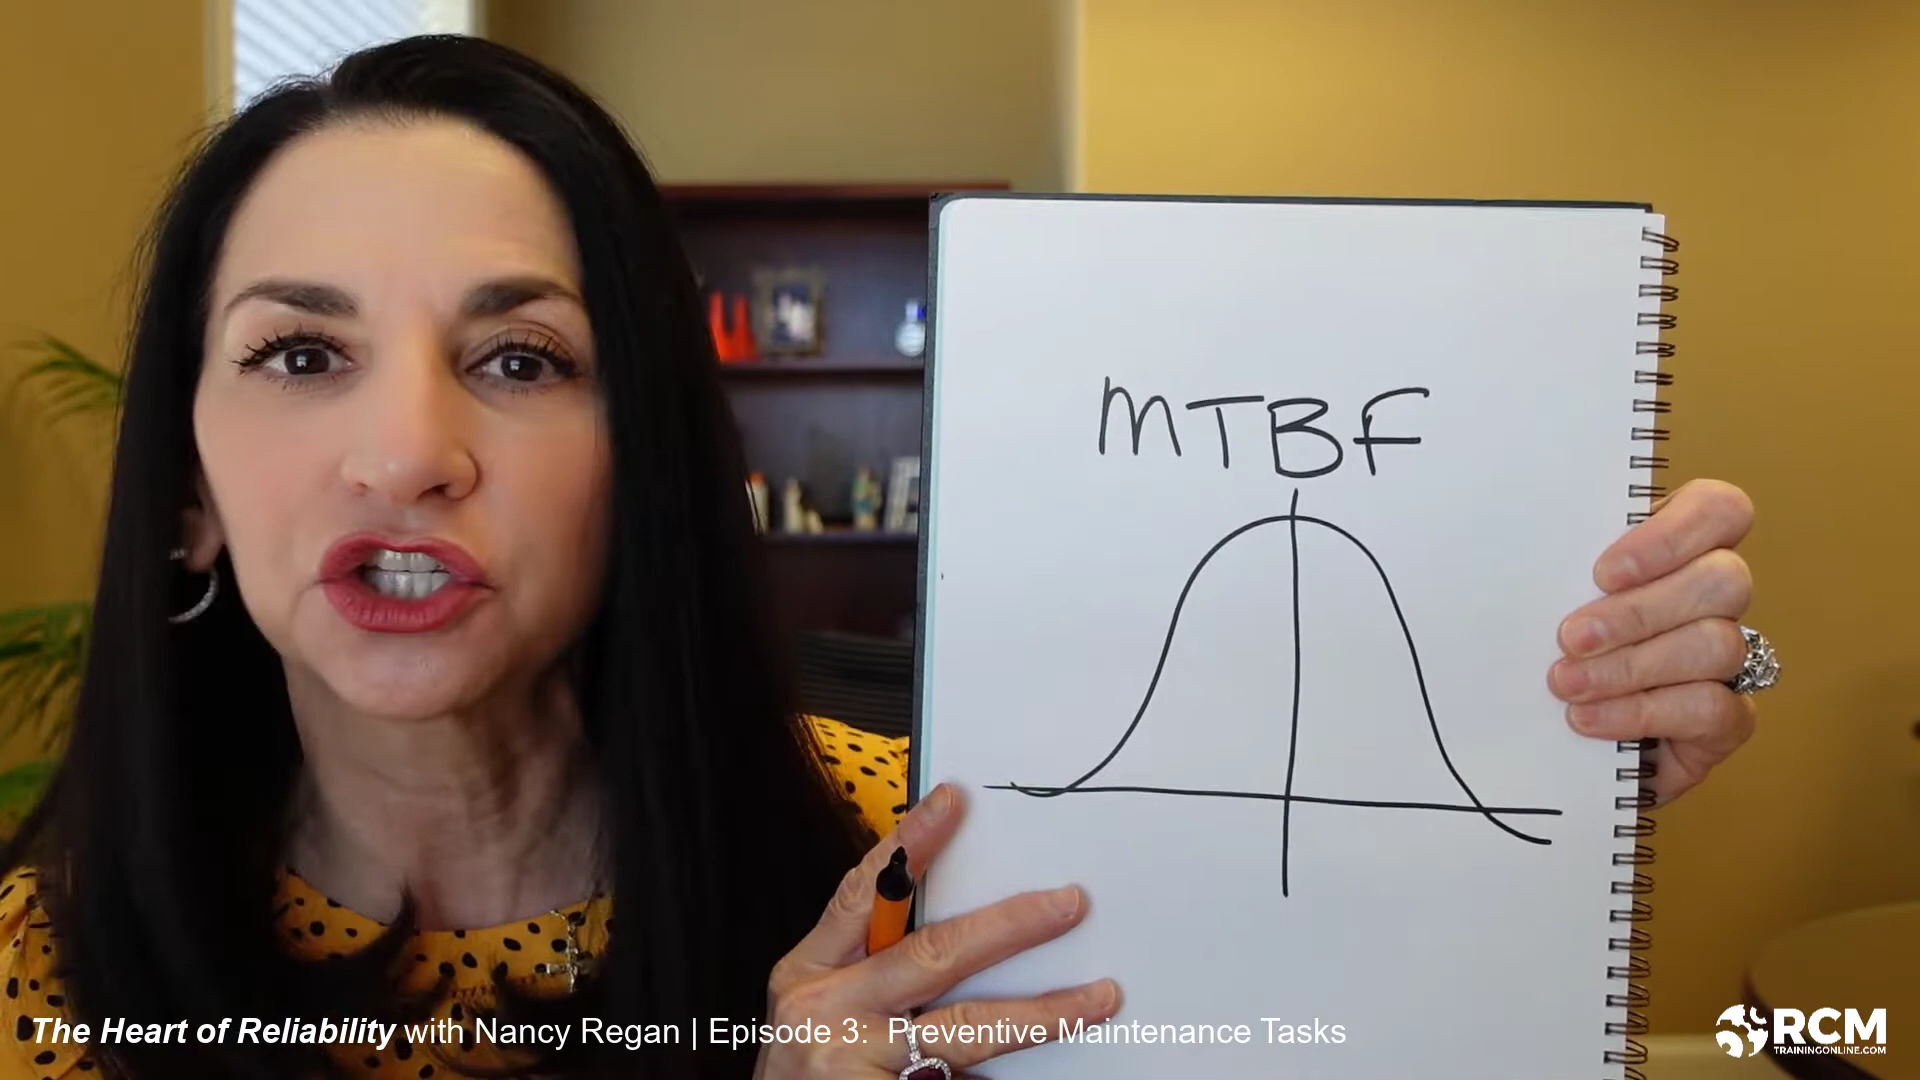 MTBF
The Heart of Reliability with Nancy Regan | Episode 3: Preventive Maintenance Tasks
RCM
TRAININGONLINE.COM